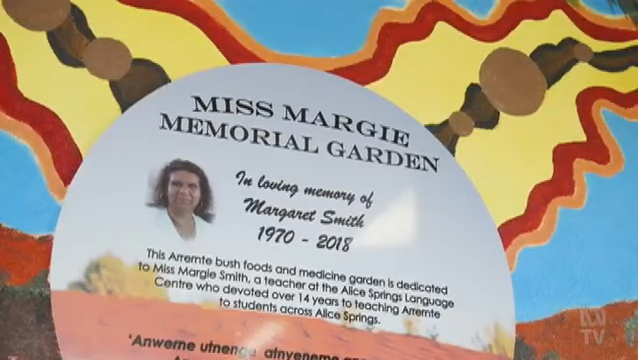 MISS MARGIE
MEMORIAL GARDEN
In loving memory of
Margaret Smith
1970 - 2018
This Arrernte bush foods and medicine garden is dedicated
to Miss Margie Smith, a teacher at the Alice Springs Language
Centre who devoted over 14 years to teaching Arrernte
to students across Alice Springs.
'Anwerne
TV